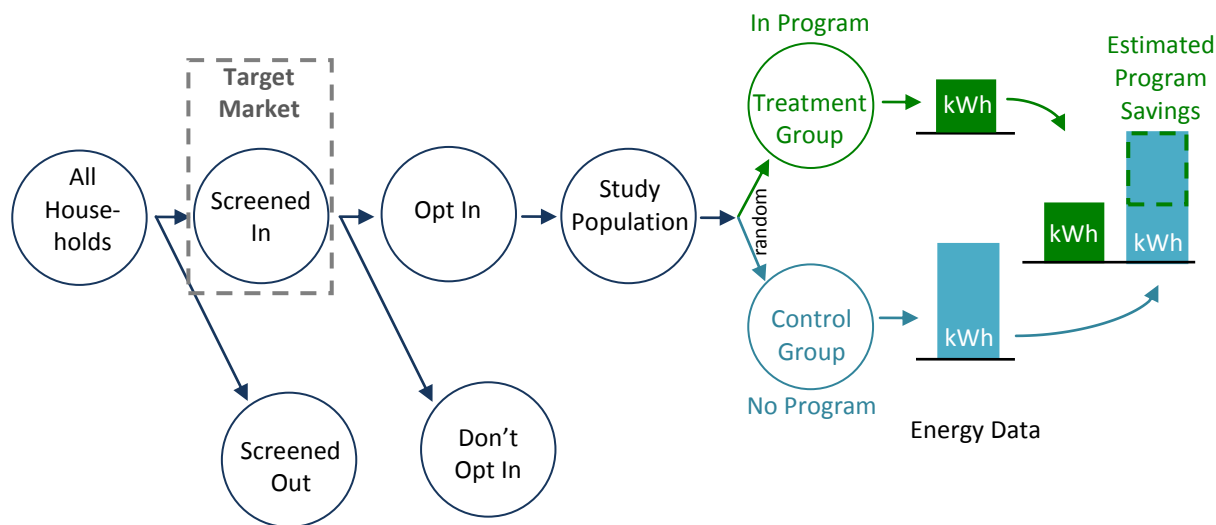 All
House-
holds
Target
Market
Screened
In
Screened
Out
Opt In
Don’t
Opt In
Study
Population
random
In Program
Treatment
Group
kWh
Control
Group
No Program
kWh
Estimated
Program
Savings
kWh
kWh
Energy Data